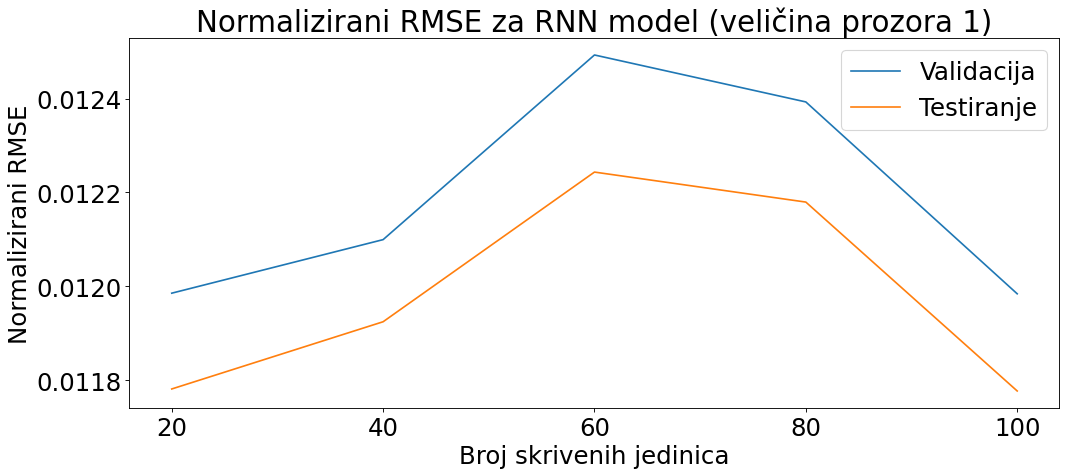 Normalizirani RMSE za RNN model (veličina prozora 1)
Validacija
Testiranje
Normalizirani RMSE
0.0124
0.0122
0.0120
0.0118
20 40 60 80 100
Broj skrivenih jedinica